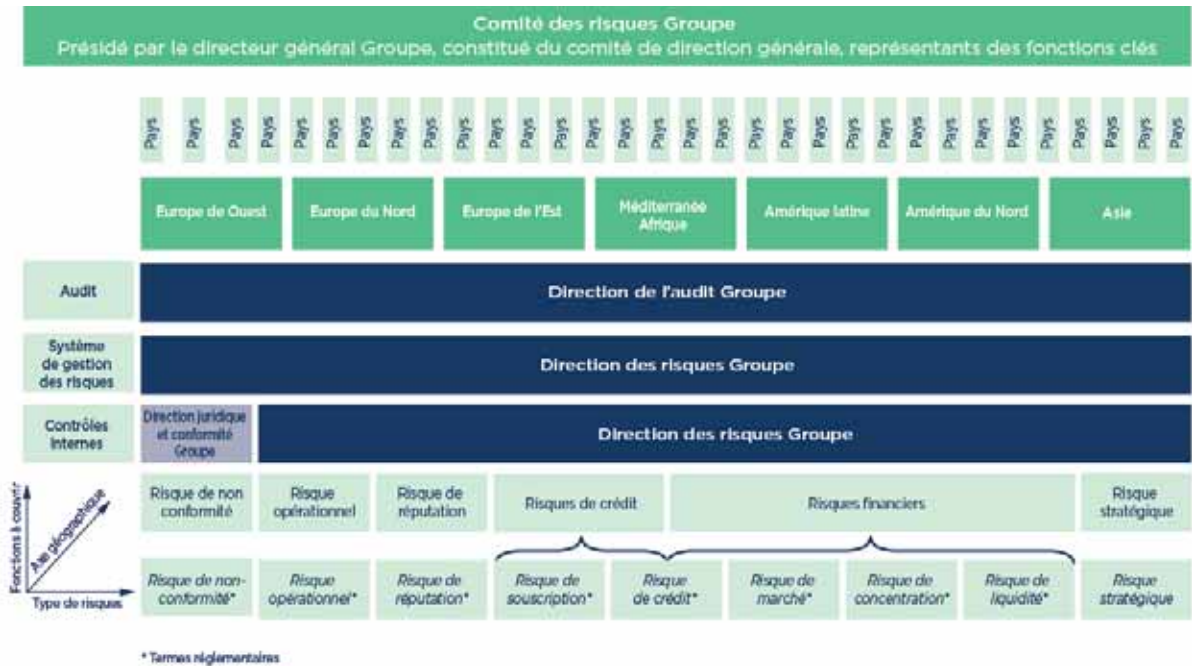 Comité des risques Groupe
Présidé par le directeur général Groupe, constitué du comité de direction générale, représentants des fonctions clés
Pays Pays Pays Pays Pays Pays Pays Pays Pays Pays Pays Pays Pays Pays Pays Pays Pays Pays Pays Pays Pays Pays Pays Pays Pays Pays Pays Pays Pays Pays Pays Pays
Europe de Ouest
Europe du Nord
Europe de l'Est
Méditerranée
Afrique
Amérique latine
Amérique du Nord
Asie
Audit
Direction de l'audit Groupe
Système
de gestion
des risques
Direction des risques Groupe
Contrôles
Internes
Direction juridique
et conformité
Groupe
Direction des risques Groupe
Fonctions à couvrir
Axe géographique
Type de risques
Risque de non
conformité
Risque
opérationnel
Risque de
réputation
Risques de crédit
Risques financiers
Risque
stratégique
Risque de non-
conformité*
Risque
opérationnel*
Risque de
réputation*
Risque de
souscription*
Risque
de crédit*
Risque de
marché*
Risque de
concentration*
Risque de
liquidité*
Risque
stratégique
* Termes réglementaires